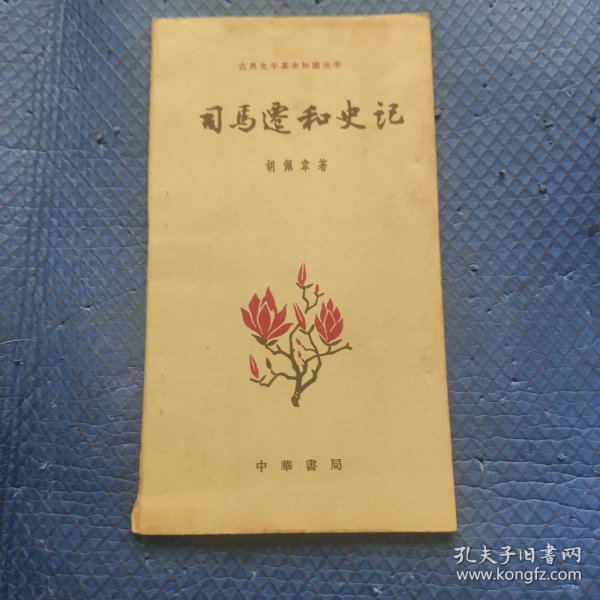 古典文学基本知識丛书
司馬遷和史記
胡佩韋著
中華書局
孔夫子旧书网
www.kongfz.com